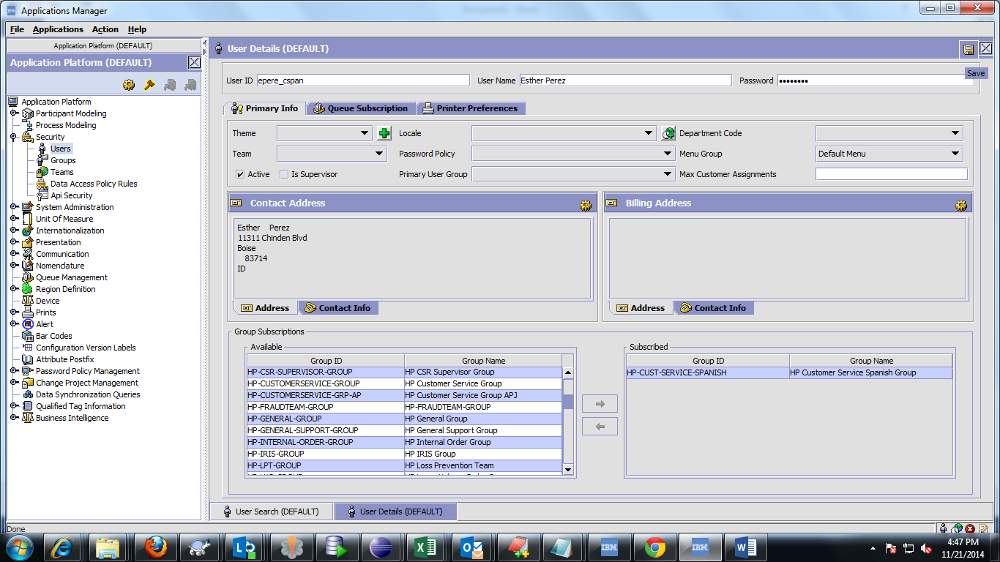 Applications Manager
File Applications Action Help
Application Platform (DEFAULT)
Application Platform (DEFAULT)
Application Platform
Participant Modeling
Process Modeling
Security
Users
Groups
Teams
Data Access Policy Rules
Api Security
System Administration
Unit Of Measure
Internationalization
Presentation
Communication
Nomenclature
Queue Management
Region Definition
Device
Prints
Alert
Bar Codes
Configuration Version Labels
Attribute Postfix
Password Policy Management
Change Project Management
Data Synchronization Queries
Qualified Tag Information
Business Intelligence
User Details (DEFAULT)
Save
User ID epere_cspan User Name Esther Perez Password ••••••••
Primary Info Queue Subscription Printer Preferences
Theme Locale Department Code
Team Password Policy Menu Group Default Menu
Active Is Supervisor Primary User Group Max Customer Assignments
Contact Address
Esther Perez
11311 Chinden Blvd
Boise
83714
ID
Address Contact Info
Billing Address
Address Contact Info
Group Subscriptions
Available
Group ID Group Name
HP-CSR-SUPERVISOR-GROUP HP CSR Supervisor Group
HP-CUSTOMERSERVICE-GROUP HP Customer Service Group
HP-CUSTOMERSERVICE-GRP-AP HP Customer Service Group APJ
HP-FRAUDTEAM-GROUP HP-FRAUDTEAM-GROUP
HP-GENERAL-GROUP HP General Group
HP-GENERAL-SUPPORT-GROUP HP General Support Group
HP-INTERNAL-ORDER-GROUP HP Internal Order Group
HP-IRIS-GROUP HP IRIS Group
HP-LPT-GROUP HP Loss Prevention Team
Subscribed
Group ID Group Name
HP-CUST-SERVICE-SPANISH HP Customer Service Spanish Group
User Search (DEFAULT) User Details (DEFAULT)
Done
IBM IBM
4:47 PM
11/21/2014